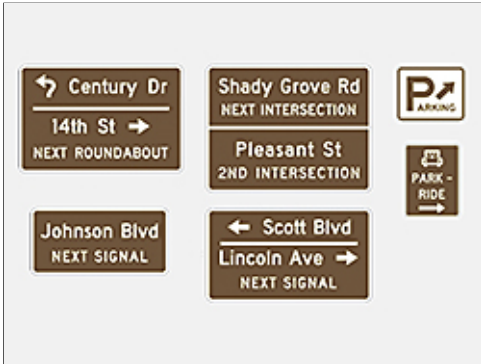 Century Dr
14th St
NEXT ROUNDABOUT
Shady Grove Rd
NEXT INTERSECTION
Pleasant St
2ND INTERSECTION
PARKING
PARK -
RIDE
Johnson Blvd
NEXT SIGNAL
Scott Blvd
Lincoln Ave
NEXT SIGNAL